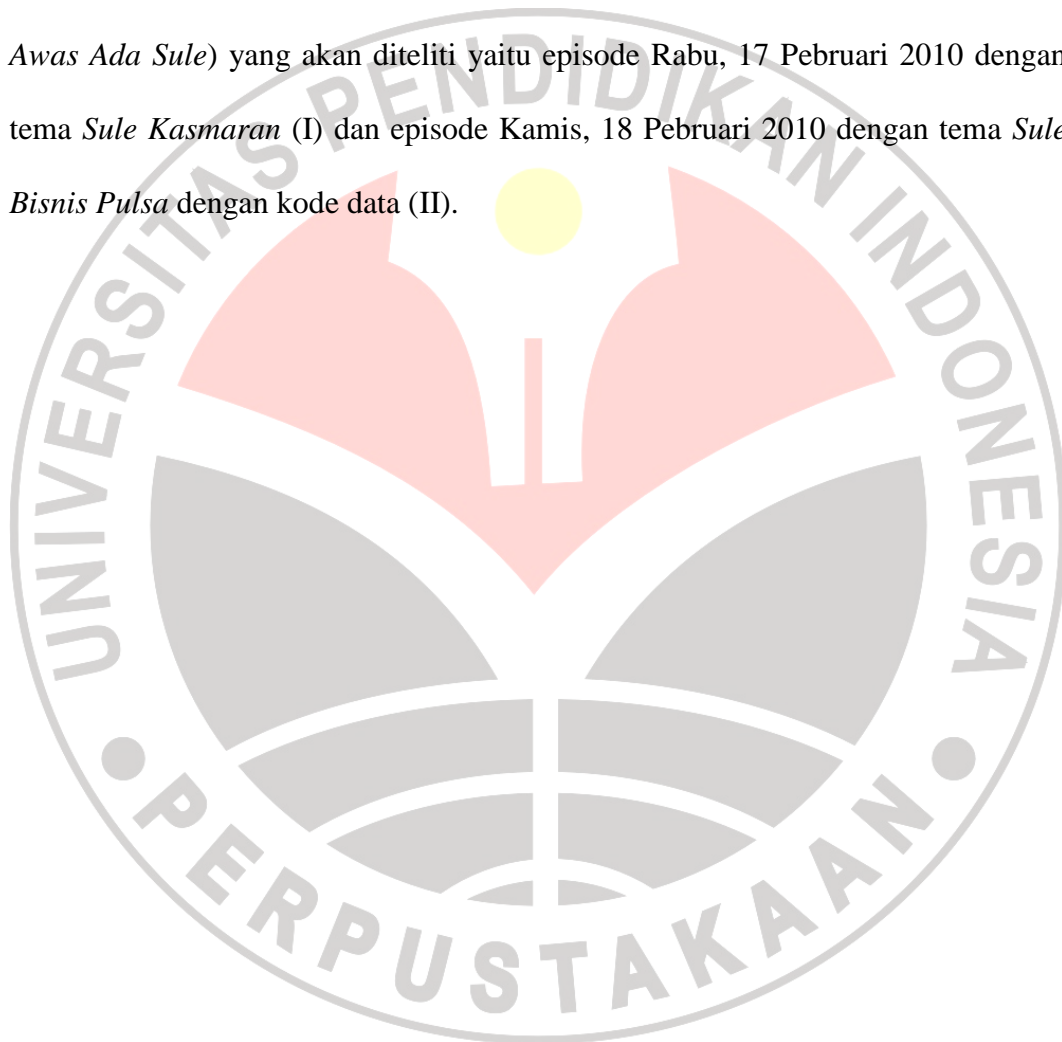 Awas Ada Sule) yang akan diteliti yaitu episode Rabu, 17 Pebruari 2010 dengan
tema Sule Kasmaran (I) dan episode Kamis, 18 Pebruari 2010 dengan tema Sule
Bisnis Pulsa dengan kode data (II).
UNIVERSITAS PENDIDIKAN INDONESIA
PERPUSTAKAAN